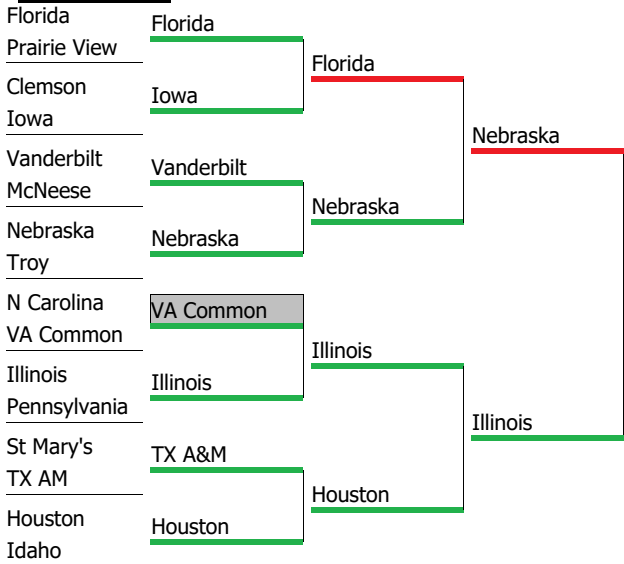 Florida
Prairie View
Clemson
Iowa
Vanderbilt
McNeese
Nebraska
Troy
N Carolina
VA Common
Illinois
Pennsylvania
St Mary's
TX AM
Houston
Idaho
Florida
Iowa
Vanderbilt
Nebraska
VA Common
Illinois
TX A&M
Houston
Florida
Nebraska
Illinois
Houston
Nebraska
Illinois